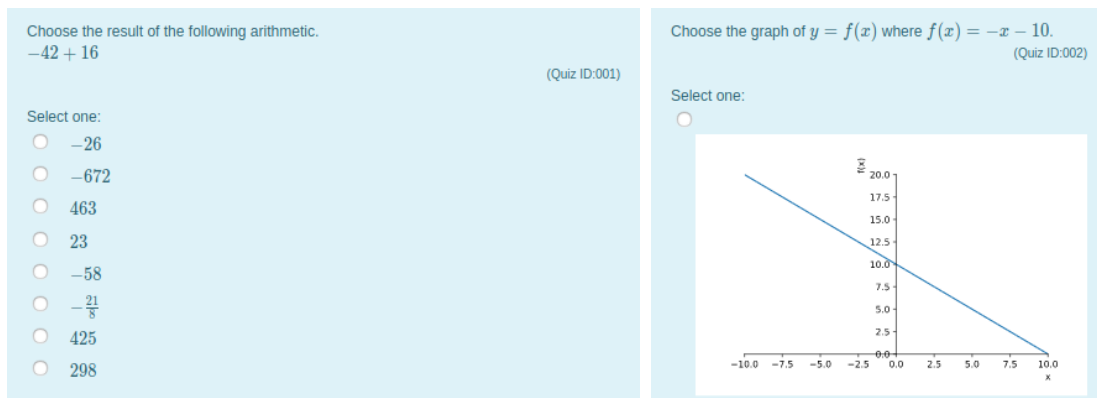 Choose the result of the following arithmetic.
−42 + 16
(Quiz ID:001)
Select one:
−26
−672
463
23
−58
−21/8
425
298
Choose the graph of y = f(x) where f(x) = −x − 10.
(Quiz ID:002)
Select one:
f(x)
20.0
17.5
15.0
12.5
10.0
7.5
5.0
2.5
0.0
−10.0 −7.5 −5.0 −2.5 0.0 2.5 5.0 7.5 10.0
x